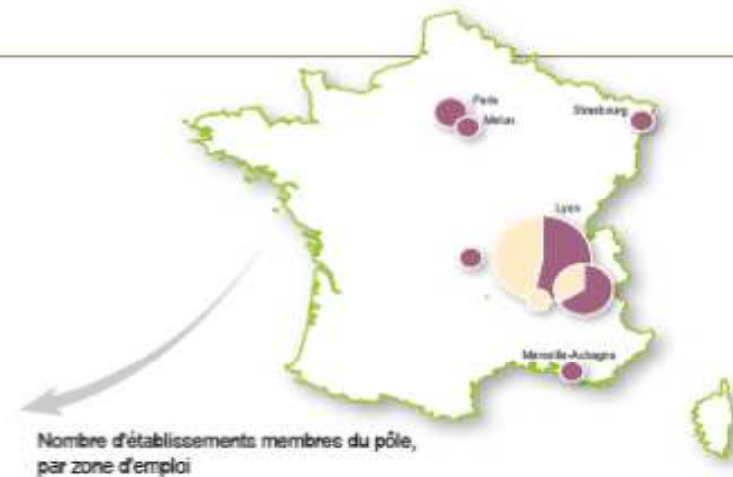 Paris
Melun
Strasbourg
Lyon
Marseille-Aubagne
Nombre d'établissements membres du pôle,
par zone d'emploi